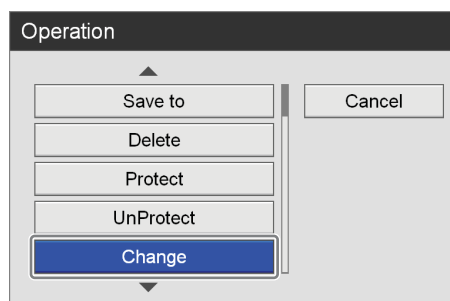 Operation
Save to
Cancel
Delete
Protect
UnProtect
Change